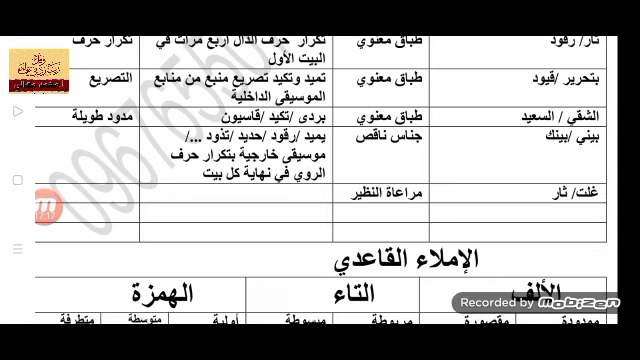 ثار/ رقود	طباق معنوي	تكرار حرف الدال أربع مرات في البيت الأول	تكرار حرف
بتحرير /قيود	طباق معنوي	تميد وتكيد تصريع منبع من منابع الموسيقى الداخلية	التصريع
الشقي / السعيد	طباق معنوي	بردى /تكيد /قاسيون	مدود طويلة
بيني /بينك	جناس ناقص	يميد/ رقود/ حديد/ تذود .../ موسيقى خارجية بتكرار حرف الروي في نهاية كل بيت
غلت/ ثار	مراعاة النظير
الإملاء القاعدي
الألف	التاء	الهمزة
ممدودة	مقصورة	مربوطة	مبسوطة	أولية	متوسطة	متطرفة
Recorded by mobizen